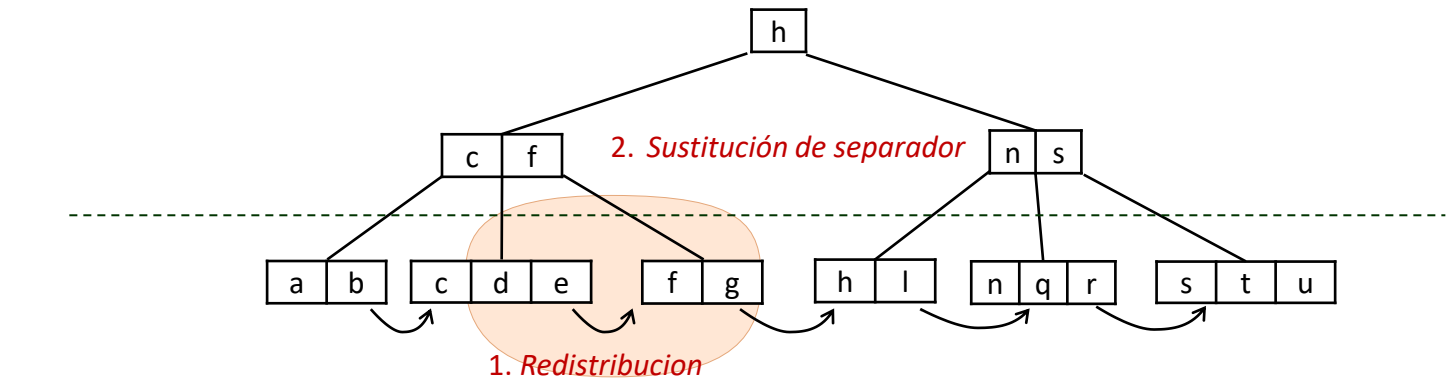 h
c f
2. Sustitución de separador
n s
a b
c d e
f g
h l
n q r
s t u
1. Redistribucion